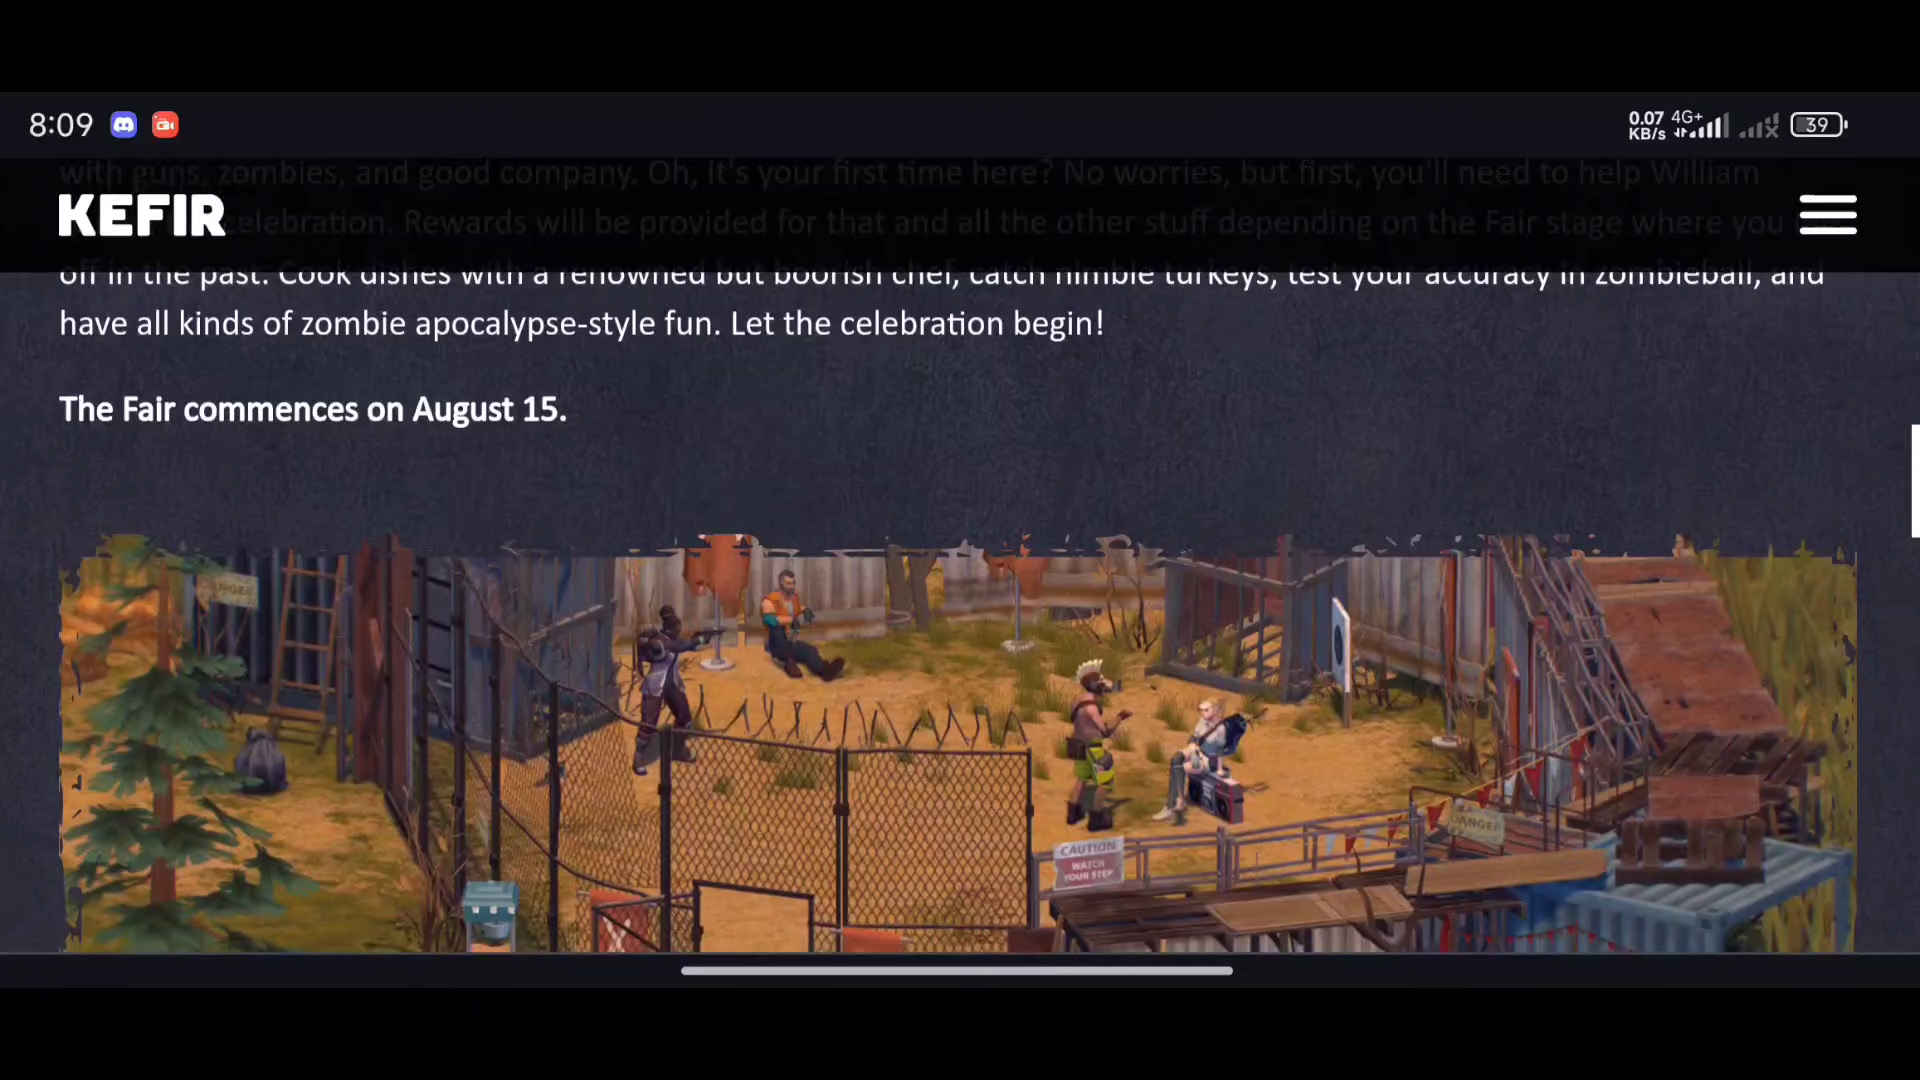 8:09
0.07 KB/s 4G+ 39
with guns, zombies, and good company. Oh, it's your first time here? No worries, but first, you'll need to help William
KEFIR
celebration. Rewards will be provided for that and all the other stuff depending on the Fair stage where you
off in the past. Cook dishes with a renowned but boorish chef, catch nimble turkeys, test your accuracy in zombieball, and
have all kinds of zombie apocalypse-style fun. Let the celebration begin!
The Fair commences on August 15.
DANGER
CAUTION
WATCH
YOUR STEP